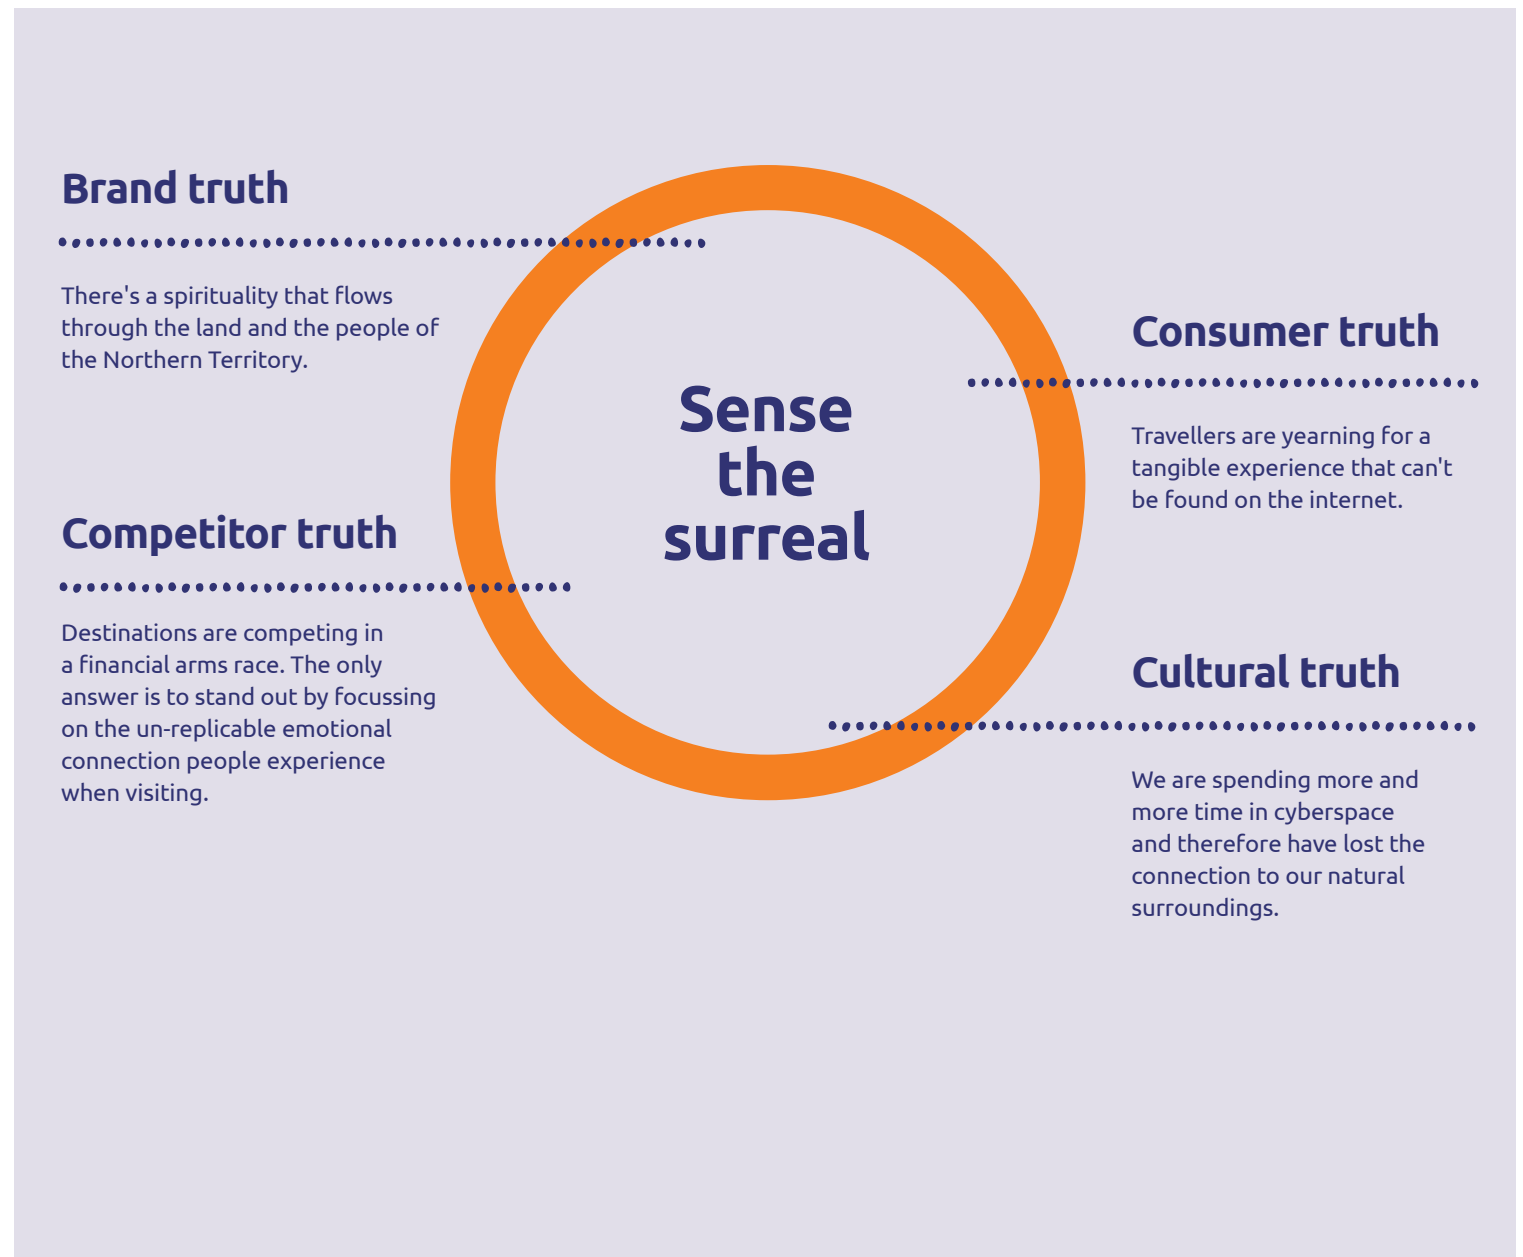 Brand truth
There's a spirituality that flows
through the land and the people of
the Northern Territory.
Competitor truth
Destinations are competing in
a financial arms race. The only
answer is to stand out by focussing
on the un-replicable emotional
connection people experience
when visiting.
Sense
the
surreal
Consumer truth
Travellers are yearning for a
tangible experience that can't
be found on the internet.
Cultural truth
We are spending more and
more time in cyberspace
and therefore have lost the
connection to our natural
surroundings.